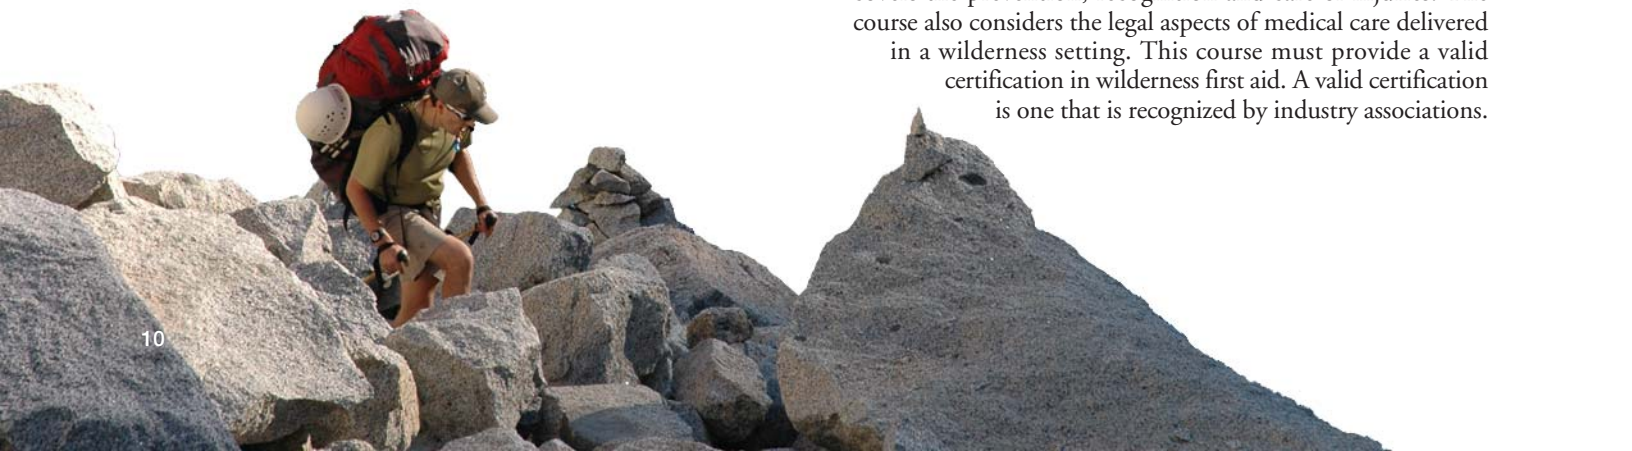 course also considers the legal aspects of medical care delivered
in a wilderness setting. This course must provide a valid
certification in wilderness first aid. A valid certification
is one that is recognized by industry associations.
10